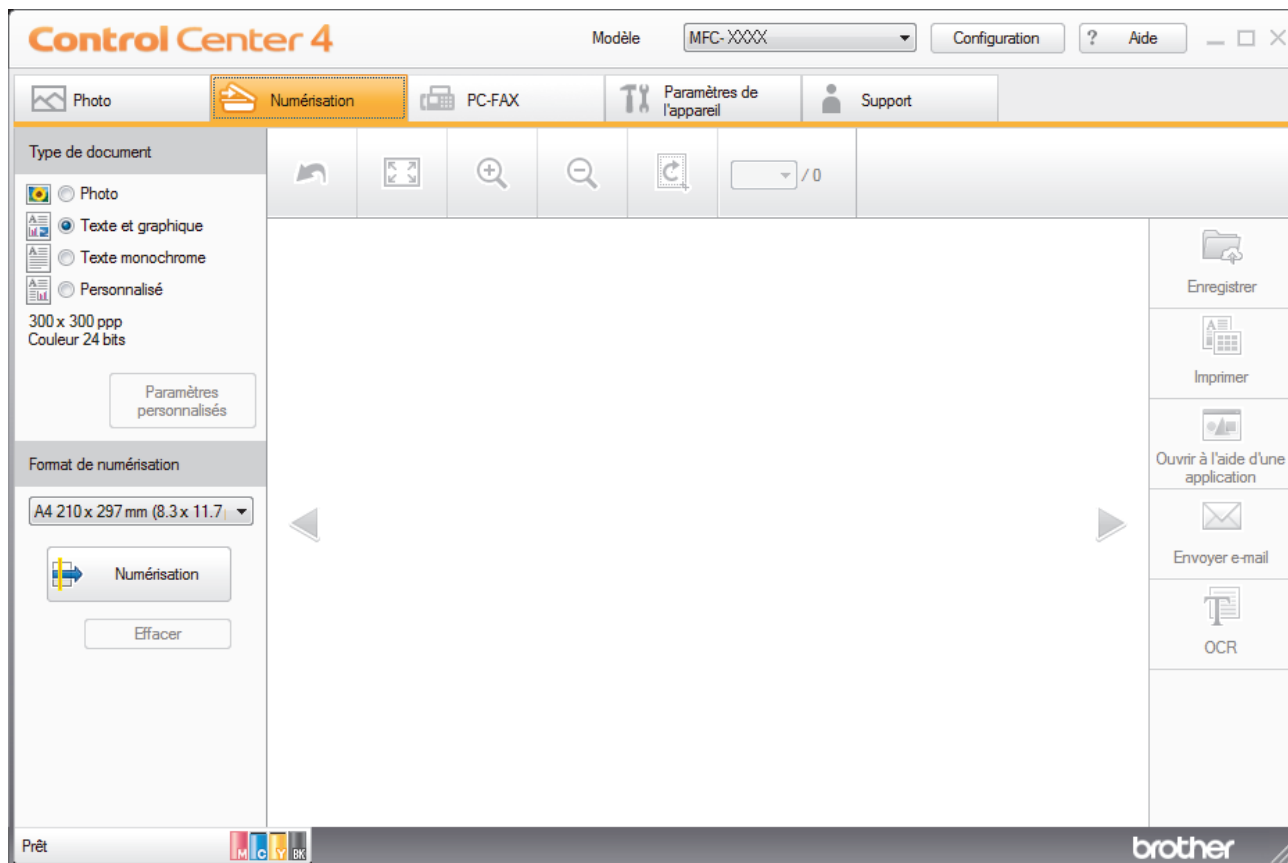 Control Center 4
Modèle
MFC-XXXX
Configuration
? Aide
Photo
Numérisation
PC-FAX
Paramètres de
l'appareil
Support
Type de document
Photo
Texte et graphique
Texte monochrome
Personnalisé
300 x 300 ppp
Couleur 24 bits
Paramètres
personnalisés
Format de numérisation
A4 210 x 297 mm (8.3 x 11.7
Numérisation
Effacer
/ 0
Enregistrer
Imprimer
Ouvrir à l'aide d'une
application
Envoyer e-mail
OCR
Prêt
M C Y BK
brother